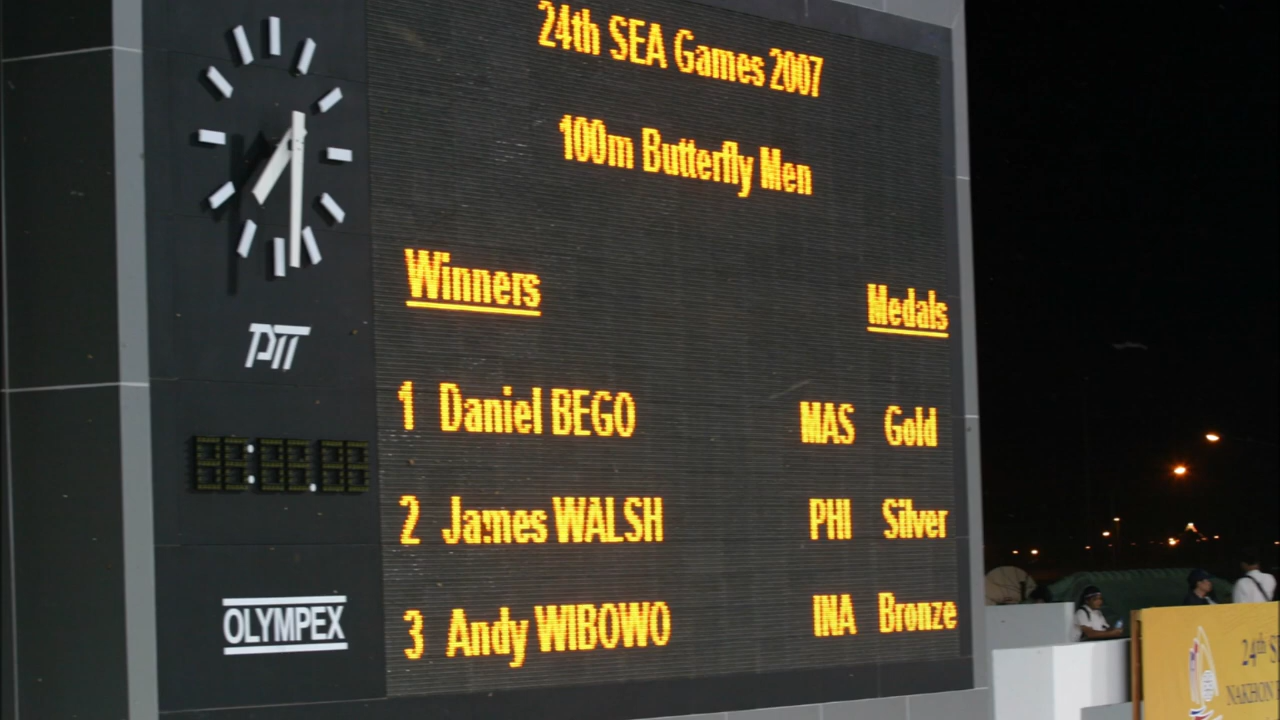 24th SEA Games 2007
100m Butterfly Men
Winners Medals
1 Daniel BEGO MAS Gold
2 James WALSH PHI Silver
3 Andy WIBOWO INA Bronze
PTT
OLYMPEX
24th
NAKHON